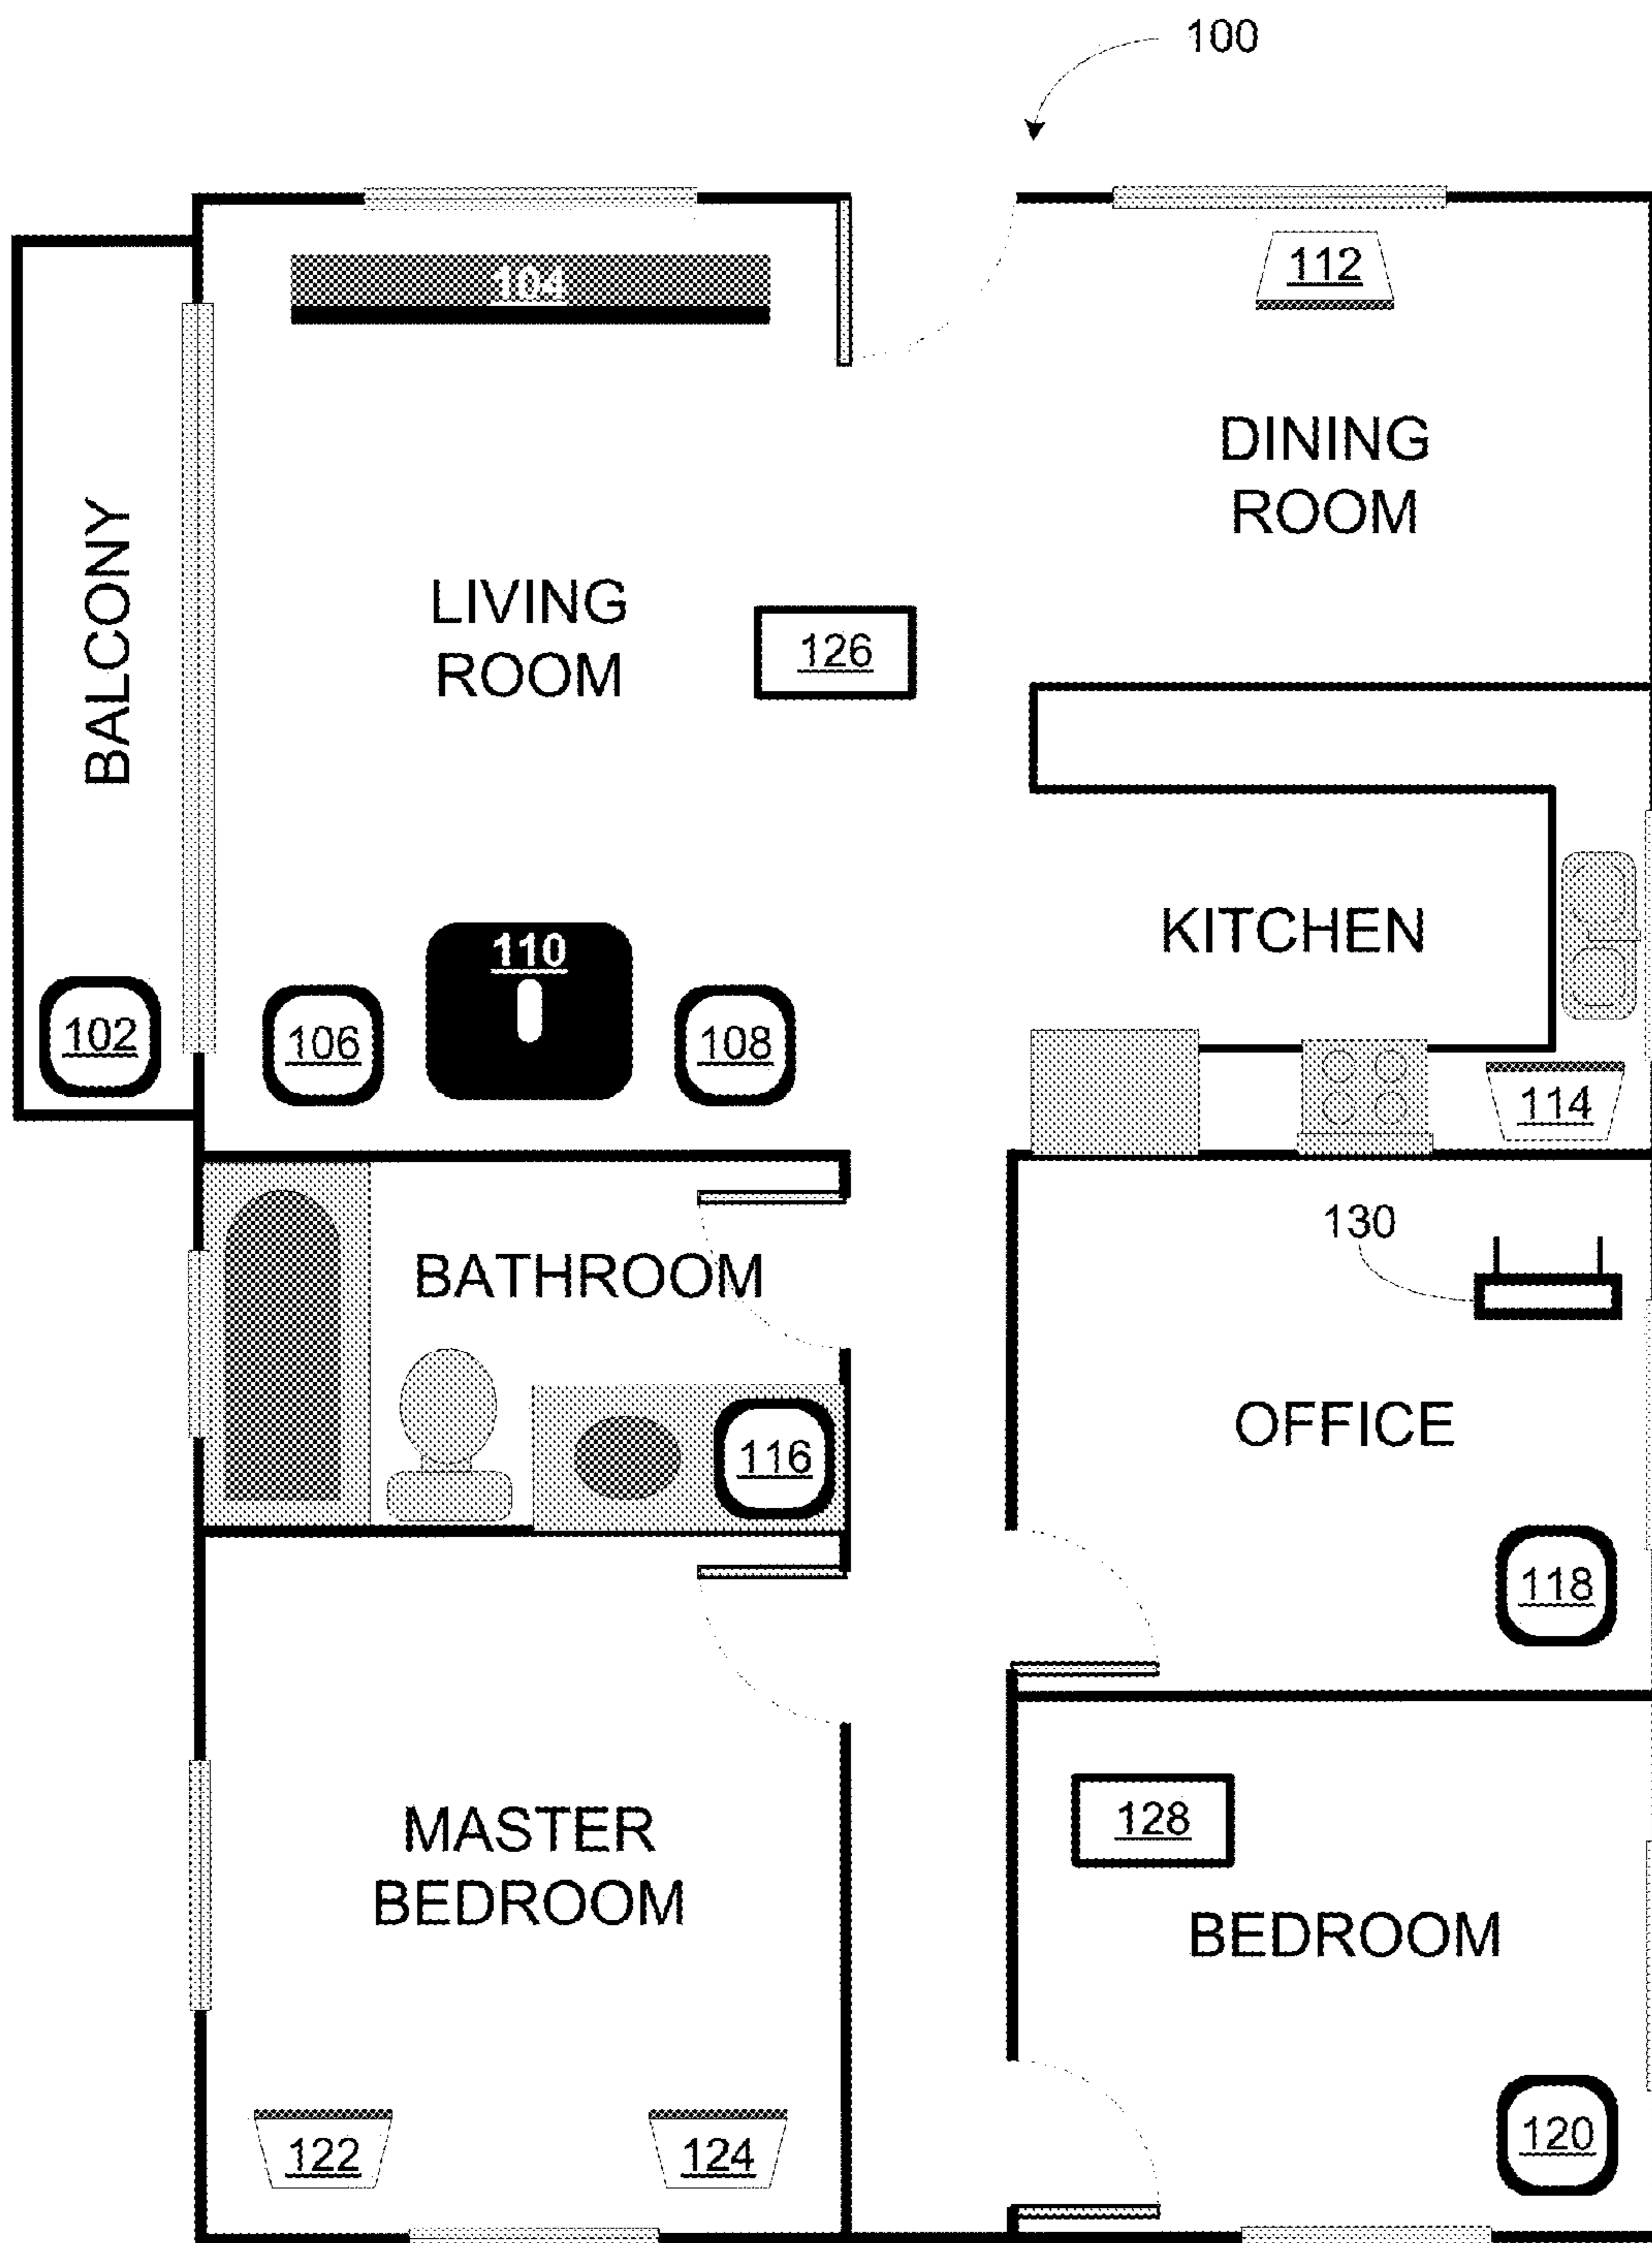 100
104
112
DINING
ROOM
BALCONY
LIVING
ROOM
126
KITCHEN
110
102
106
108
114
130
BATHROOM
OFFICE
116
118
MASTER
BEDROOM
128
BEDROOM
122
124
120